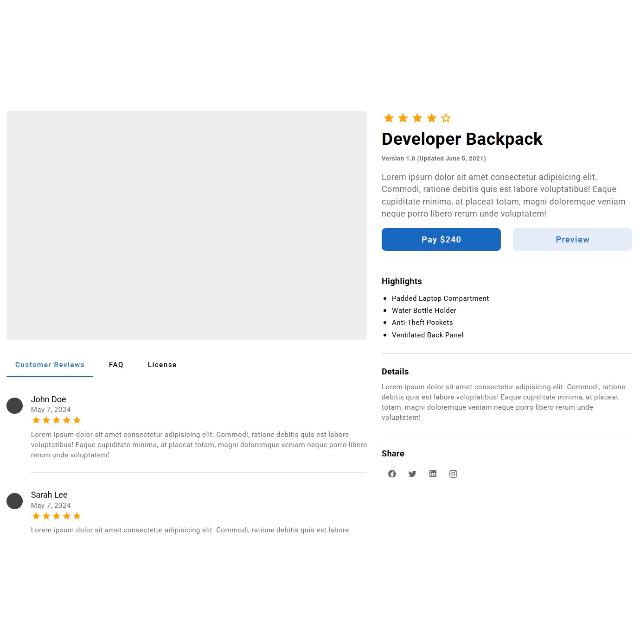 Developer Backpack
Version 1.0 (Updated June 5, 2021)
Lorem ipsum dolor sit amet consectetur adipisicing elit.
Commodi, ratione debitis quis est labore voluptatibus! Eaque
cupiditate minima, at placeat totam, magni doloremque veniam
neque porro libero rerum unde voluptatem!
Pay $240
Preview
Highlights
Padded Laptop Compartment
Water Bottle Holder
Anti-Theft Pockets
Ventilated Back Panel
Details
Lorem ipsum dolor sit amet consectetur adipisicing elit. Commodi, ratione
debitis quis est labore voluptatibus! Eaque cupiditate minima, at placeat
totam, magni doloremque veniam neque porro libero rerum unde
voluptatem!
Share
Customer Reviews
FAQ
License
John Doe
May 7, 2024
Lorem ipsum dolor sit amet consectetur adipisicing elit. Commodi, ratione debitis quis est labore
voluptatibus! Eaque cupiditate minima, at placeat totam, magni doloremque veniam neque porro libero
rerum unde voluptatem!
Sarah Lee
May 7, 2024
Lorem ipsum dolor sit amet consectetur adipisicing elit. Commodi, ratione debitis quis est labore